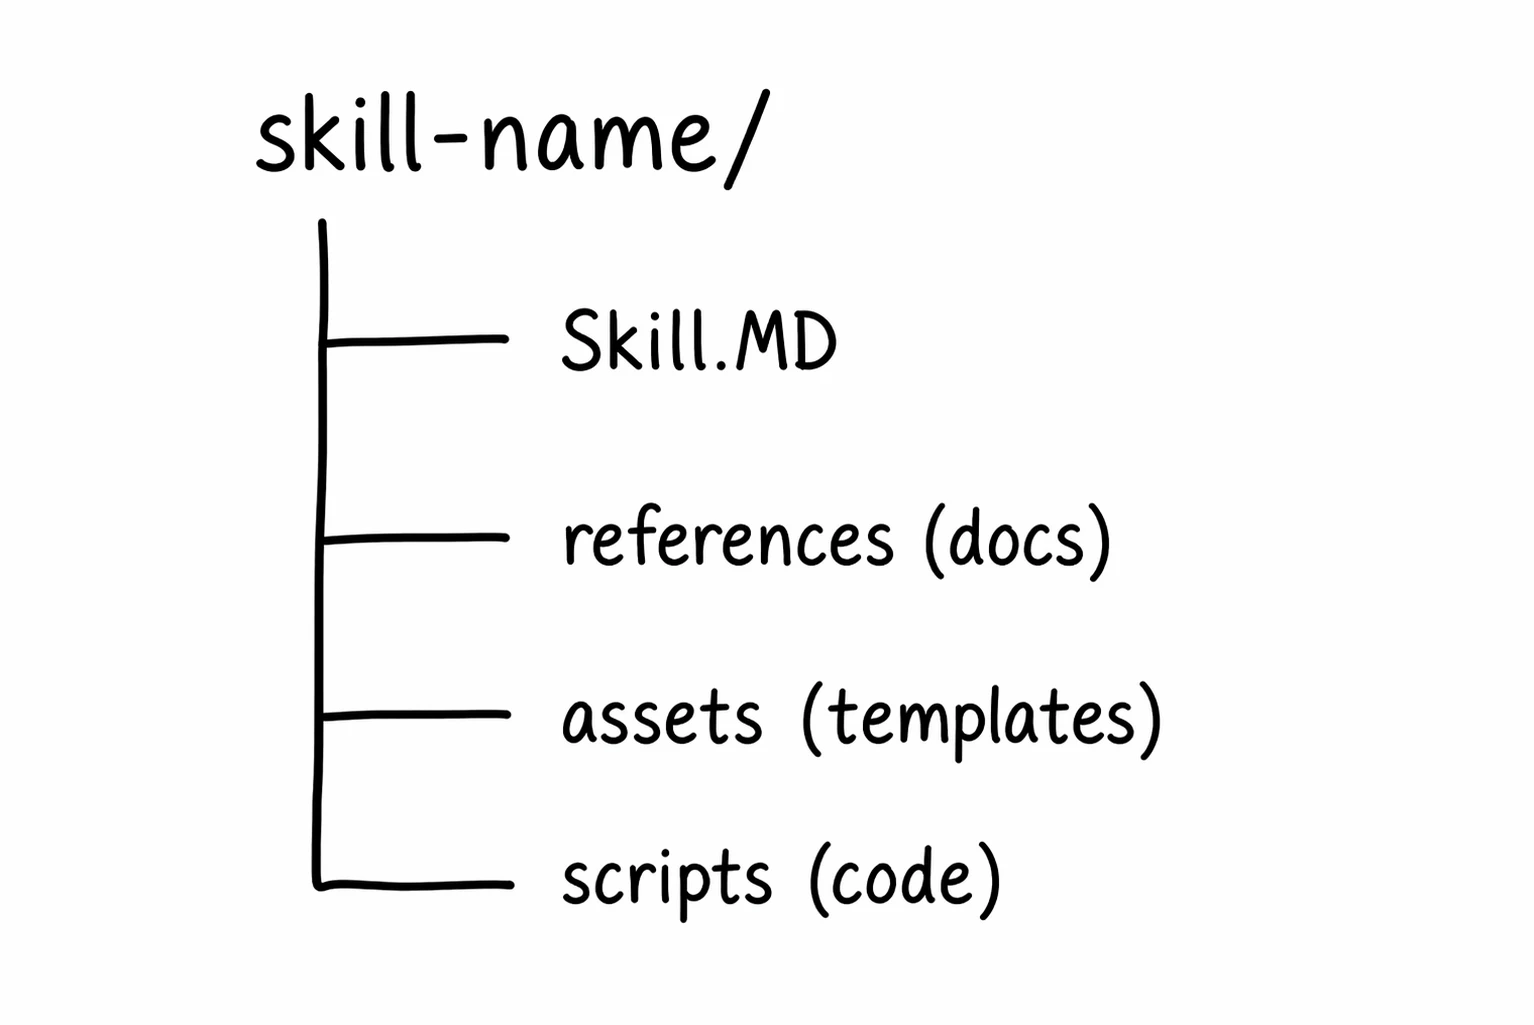 skill-name/
Skill.MD
references (docs)
assets (templates)
scripts (code)